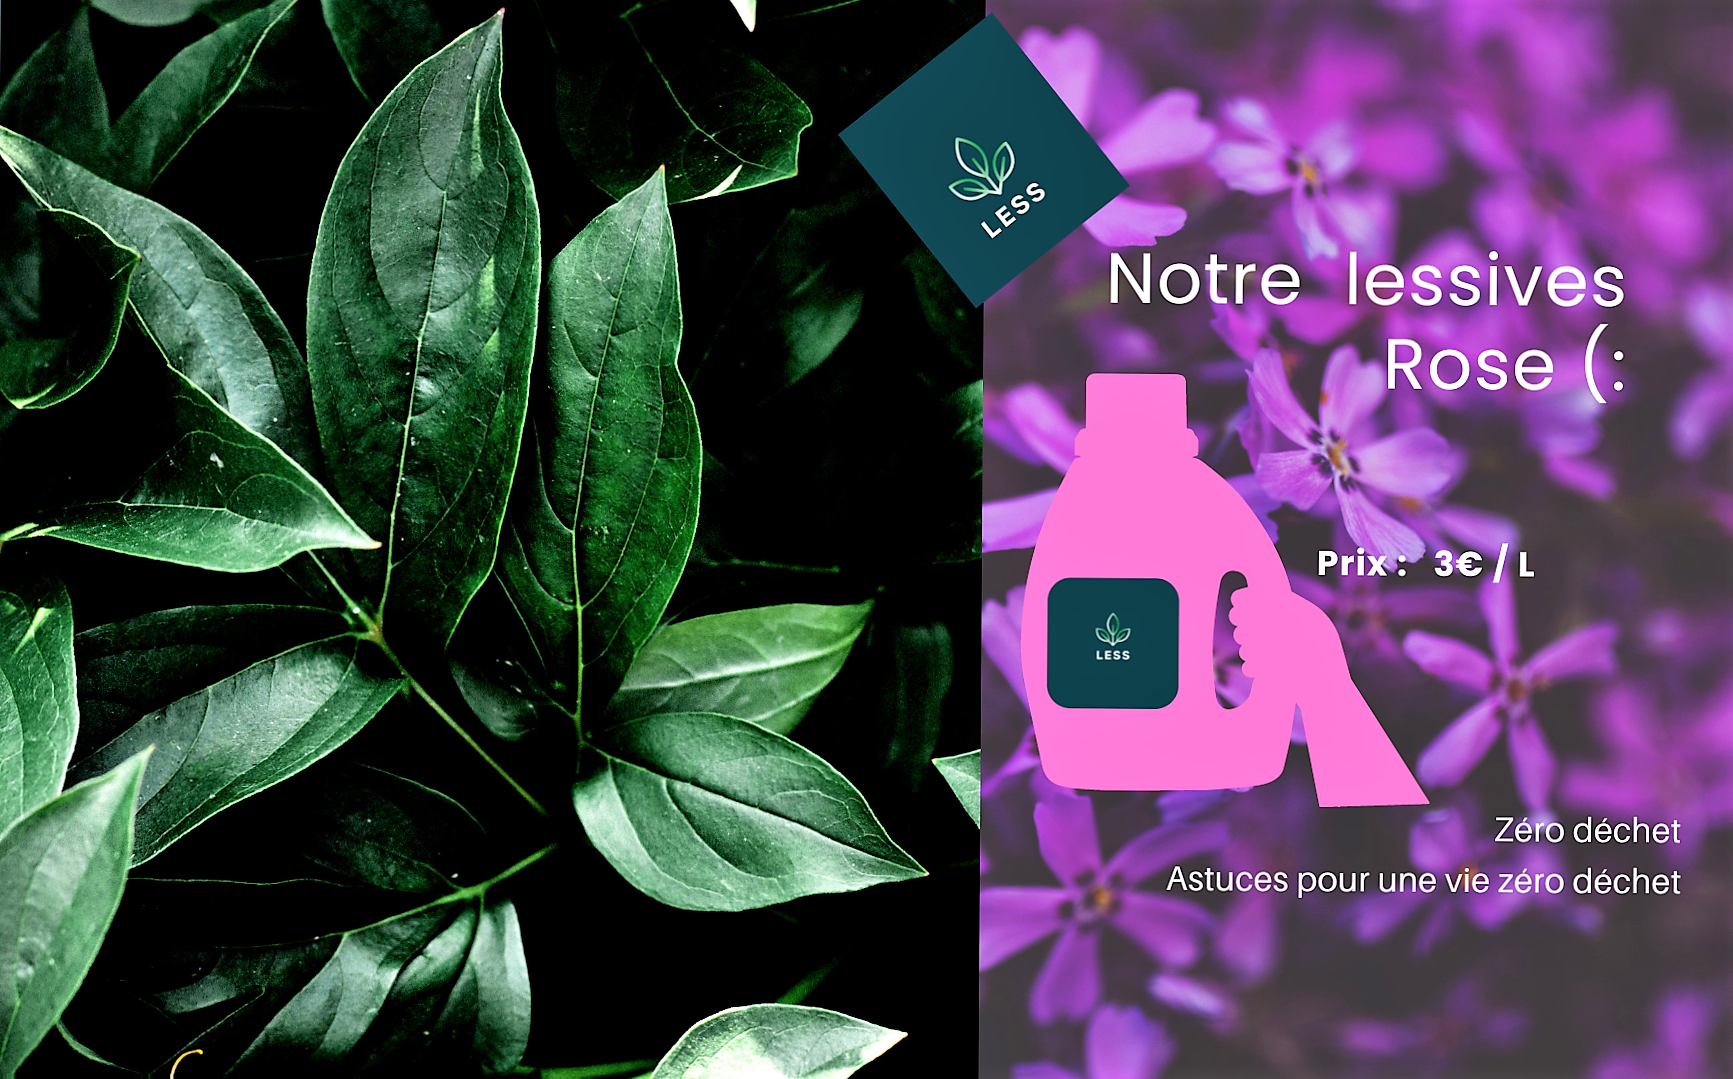 LESS
Notre lessives
Rose (:
Prix : 3€ / L
LESS
Zéro déchet
Astuces pour une vie zéro déchet